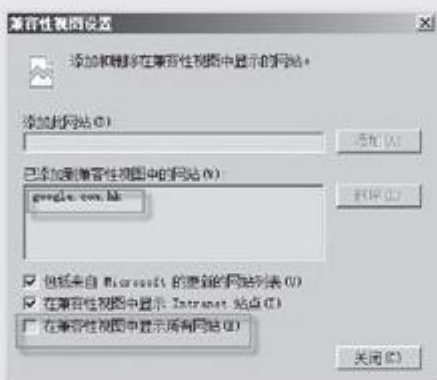 兼容性视图设置
添加和删除在兼容性视图中显示的网站。
添加此网站(D)
添加(A)
已添加到兼容性视图中的网站(W)
google.com.hk
删除(R)
包括来自 Microsoft 的更新的网站列表(U)
在兼容性视图中显示 Intranet 站点(I)
在兼容性视图中显示所有网站(E)
关闭(C)